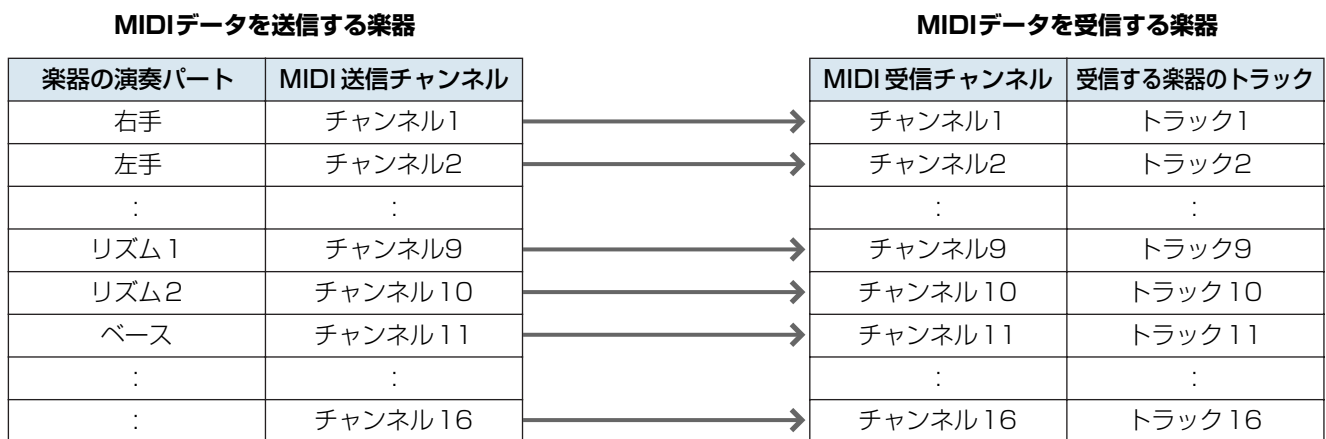 MIDIデータを送信する楽器 MIDIデータを受信する楽器
楽器の演奏パート MIDI 送信チャンネル MIDI 受信チャンネル 受信する楽器のトラック
右手 チャンネル1 チャンネル1 トラック1
左手 チャンネル2 チャンネル2 トラック2
: : : :
リズム1 チャンネル9 チャンネル9 トラック9
リズム2 チャンネル10 チャンネル10 トラック10
ベース チャンネル11 チャンネル11 トラック11
: : : :
: チャンネル16 チャンネル16 トラック16